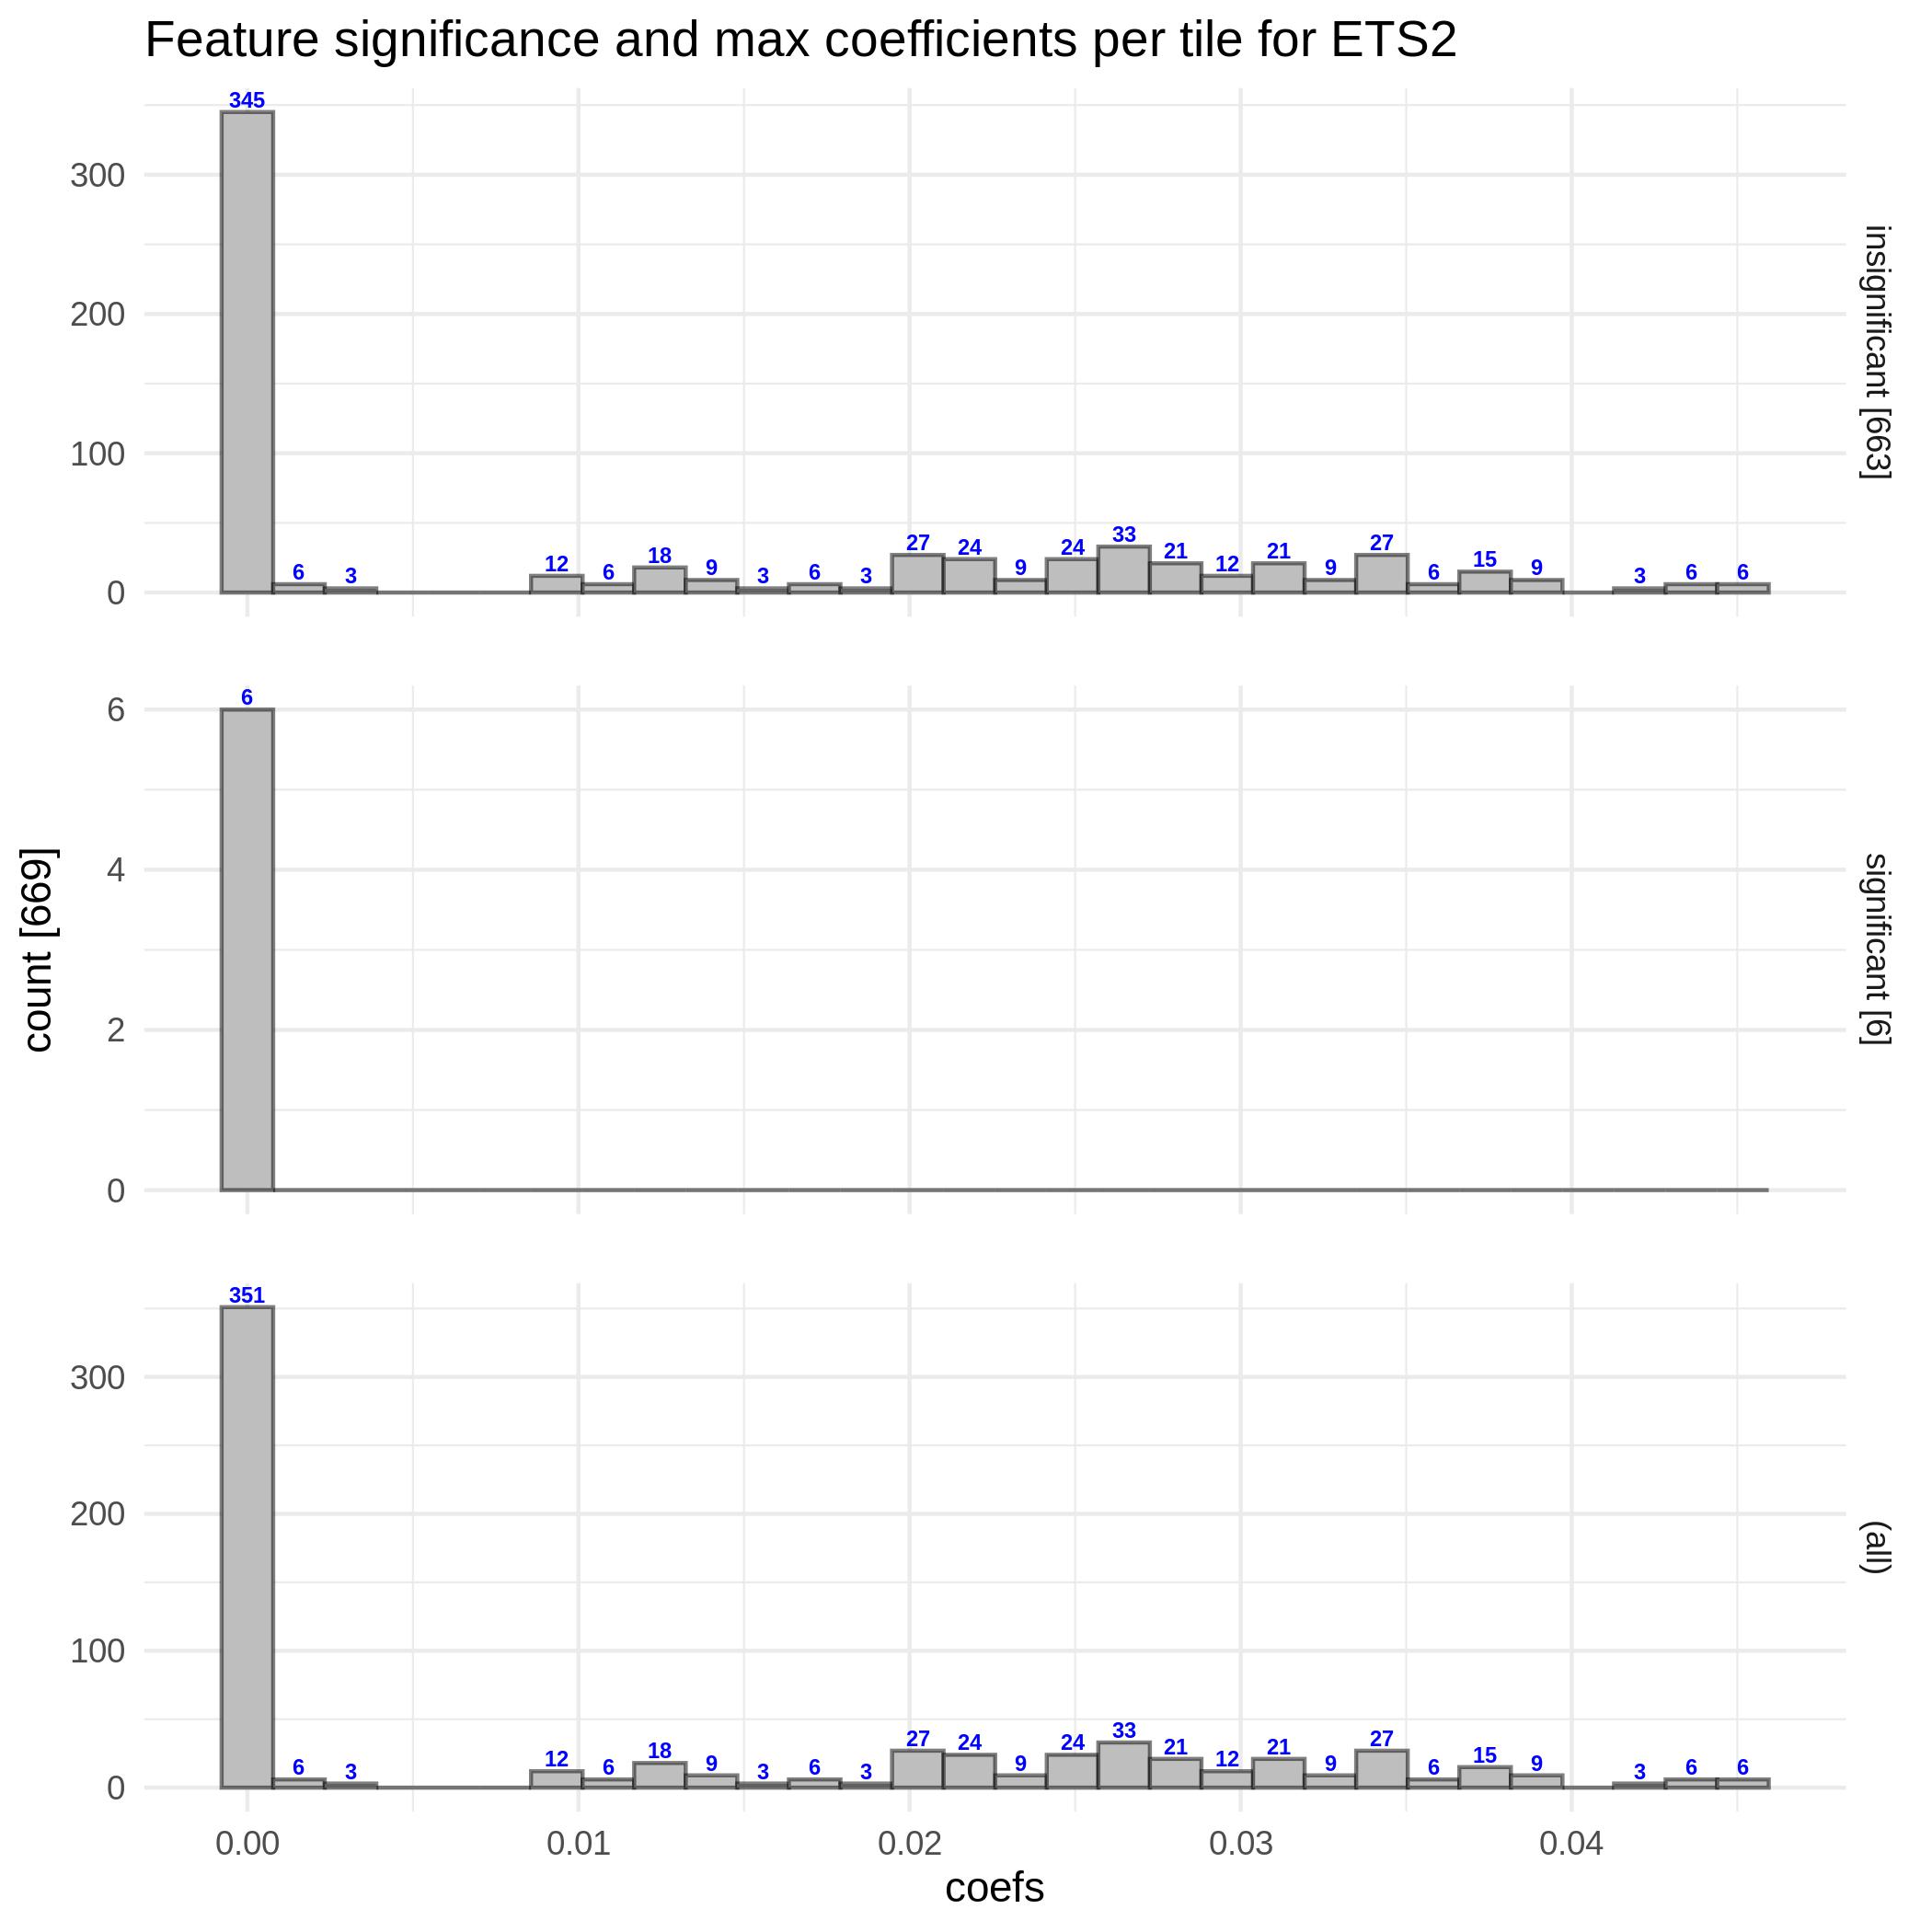 Feature significance and max coefficients per tile for ETS2
345
300
200
100
0
6 3 12 6 18 9 3 6 3 27 24 9 24 33 21 12 21 9 27 6 15 9 3 6 6
insignificant [663]
6
6
4
2
0
significant [6]
count [669]
351
300
200
100
0
6 3 12 6 18 9 3 6 3 27 24 9 24 33 21 12 21 9 27 6 15 9 3 6 6
(all)
0.00 0.01 0.02 0.03 0.04
coefs